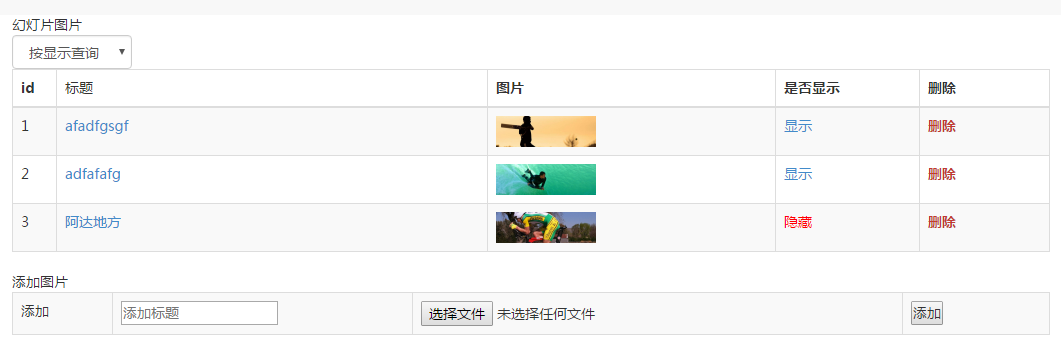 幻灯片图片
按显示查询
id 标题 图片 是否显示 删除
1 afadfgsgf 显示 删除
2 adfafafg 显示 删除
3 阿达地方 隐藏 删除
添加图片
添加 添加标题 选择文件 未选择任何文件 添加